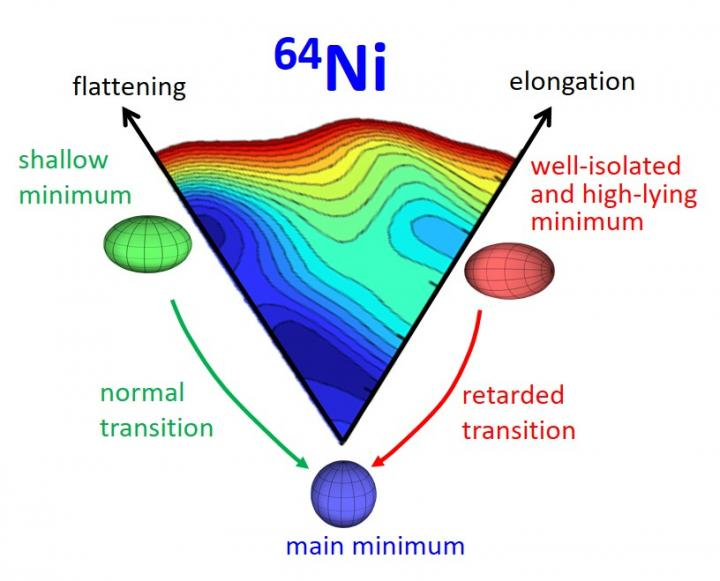 ⁶⁴Ni
flattening
elongation
shallow
minimum
well-isolated
and high-lying
minimum
normal
transition
retarded
transition
main minimum